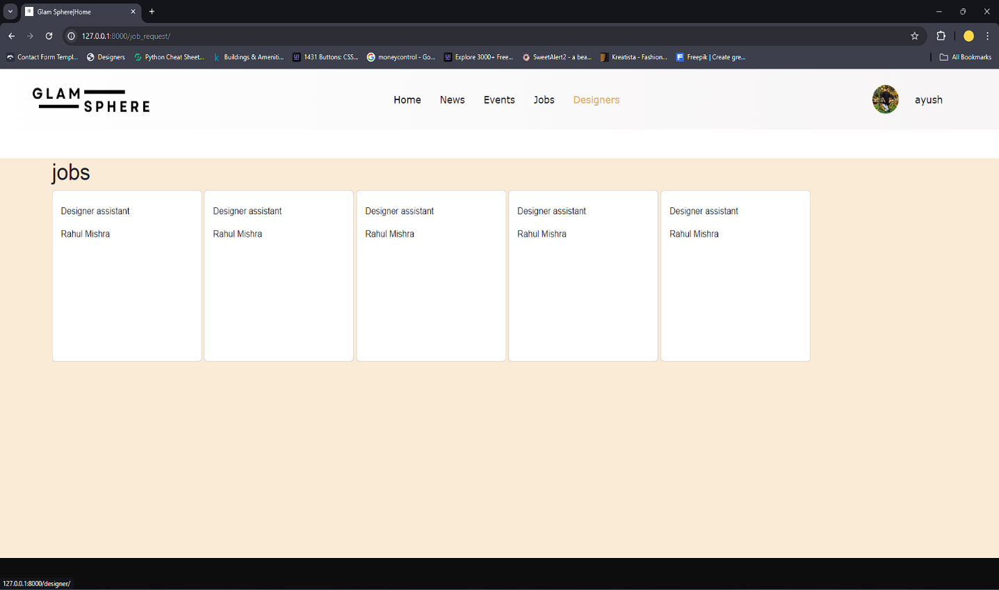 Glam Sphere|Home
127.0.0.1:8000/job_request/
Contact Form Templ... Designers Python Cheat Sheet... Buildings & Ameniti... 1431 Buttons: CSS... moneycontrol - Go... Explore 3000+ Free... SweetAlert2 - a bea... Kreatista - Fashion... Freepik | Create gre... All Bookmarks
GLAM
SPHERE
Home News Events Jobs Designers ayush
jobs
Designer assistant Designer assistant Designer assistant Designer assistant Designer assistant
Rahul Mishra Rahul Mishra Rahul Mishra Rahul Mishra Rahul Mishra
127.0.0.1:8000/designer/